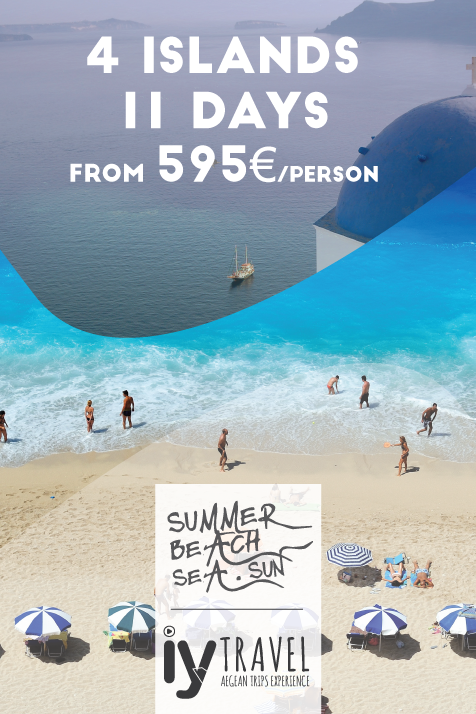 4 ISLANDS
11 DAYS
FROM 595€/PERSON
SUMMER
BEACH
SEA. SUN
iy TRAVEL
AEGEAN TRIPS EXPERIENCE